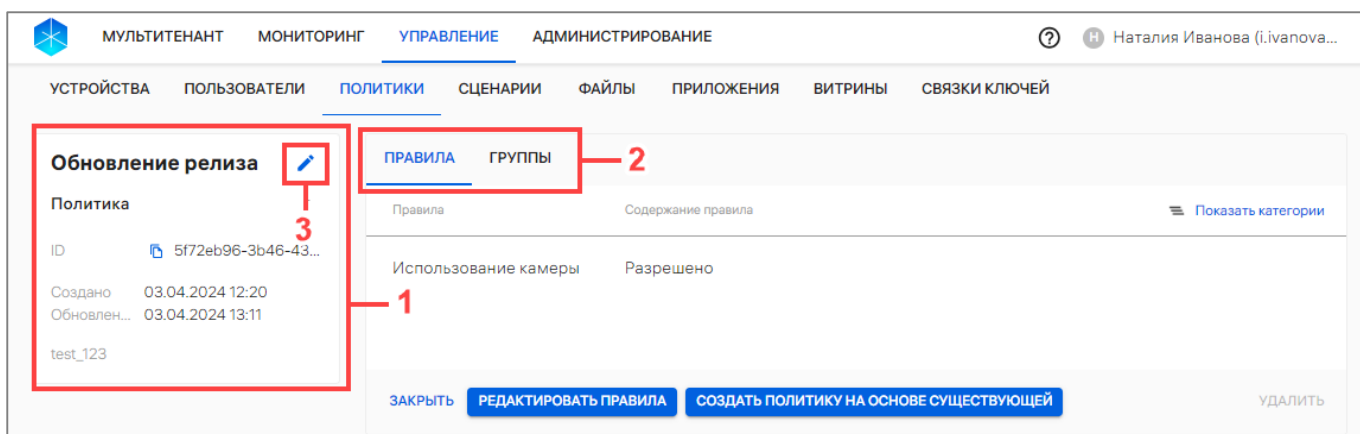 МУЛЬТИТЕНАНТ МОНИТОРИНГ УПРАВЛЕНИЕ АДМИНИСТРИРОВАНИЕ ? Н Наталия Иванова (i.ivanova...
УСТРОЙСТВА ПОЛЬЗОВАТЕЛИ ПОЛИТИКИ СЦЕНАРИИ ФАЙЛЫ ПРИЛОЖЕНИЯ ВИТРИНЫ СВЯЗКИ КЛЮЧЕЙ
Обновление релиза
Политика
3
ID 5f72eb96-3b46-43...
Создано 03.04.2024 12:20
Обновлен... 03.04.2024 13:11
test_123
1
ПРАВИЛА ГРУППЫ 2
Правила Содержание правила Показать категории
Использование камеры Разрешено
ЗАКРЫТЬ РЕДАКТИРОВАТЬ ПРАВИЛА СОЗДАТЬ ПОЛИТИКУ НА ОСНОВЕ СУЩЕСТВУЮЩЕЙ УДАЛИТЬ